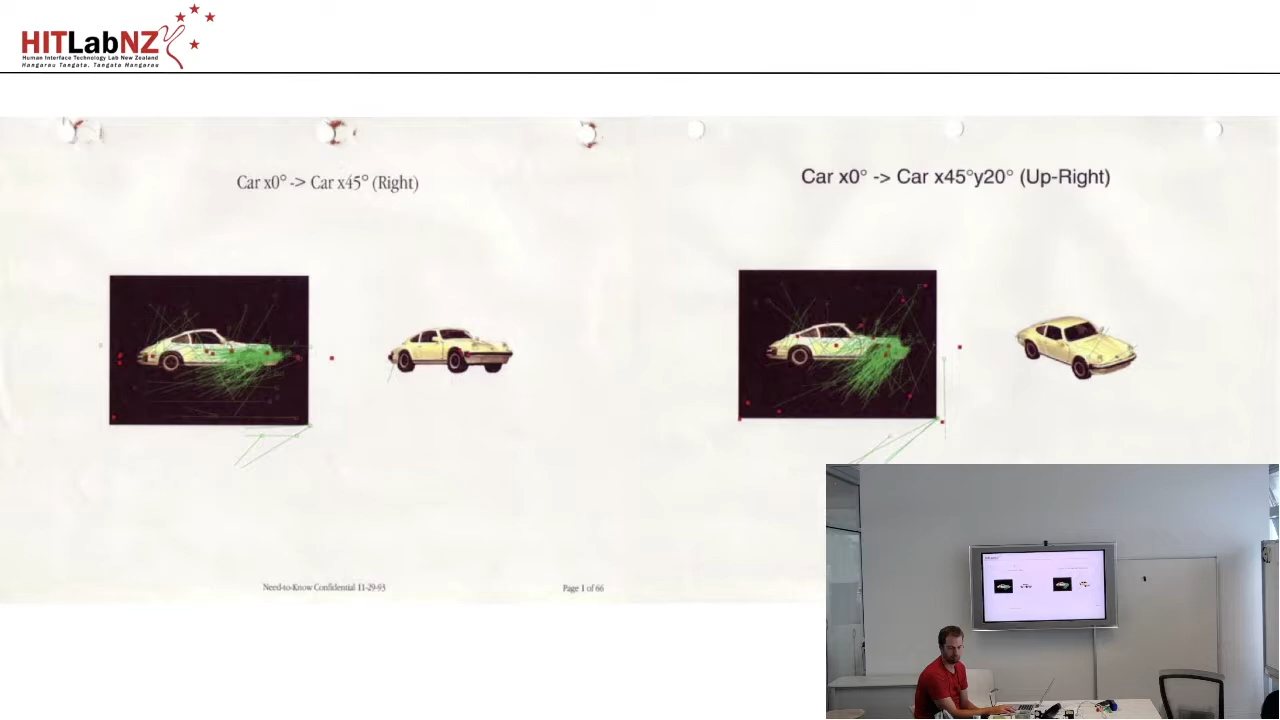 HITLabNZ
Human Interface Technology Lab New Zealand
Hangarau Tangata, Tangata Hangarau
Car x0° -> Car x45° (Right)
Car x0° -> Car x45°y20° (Up-Right)
Need-to-Know Confidential 11-29-93
Page 1 of 66